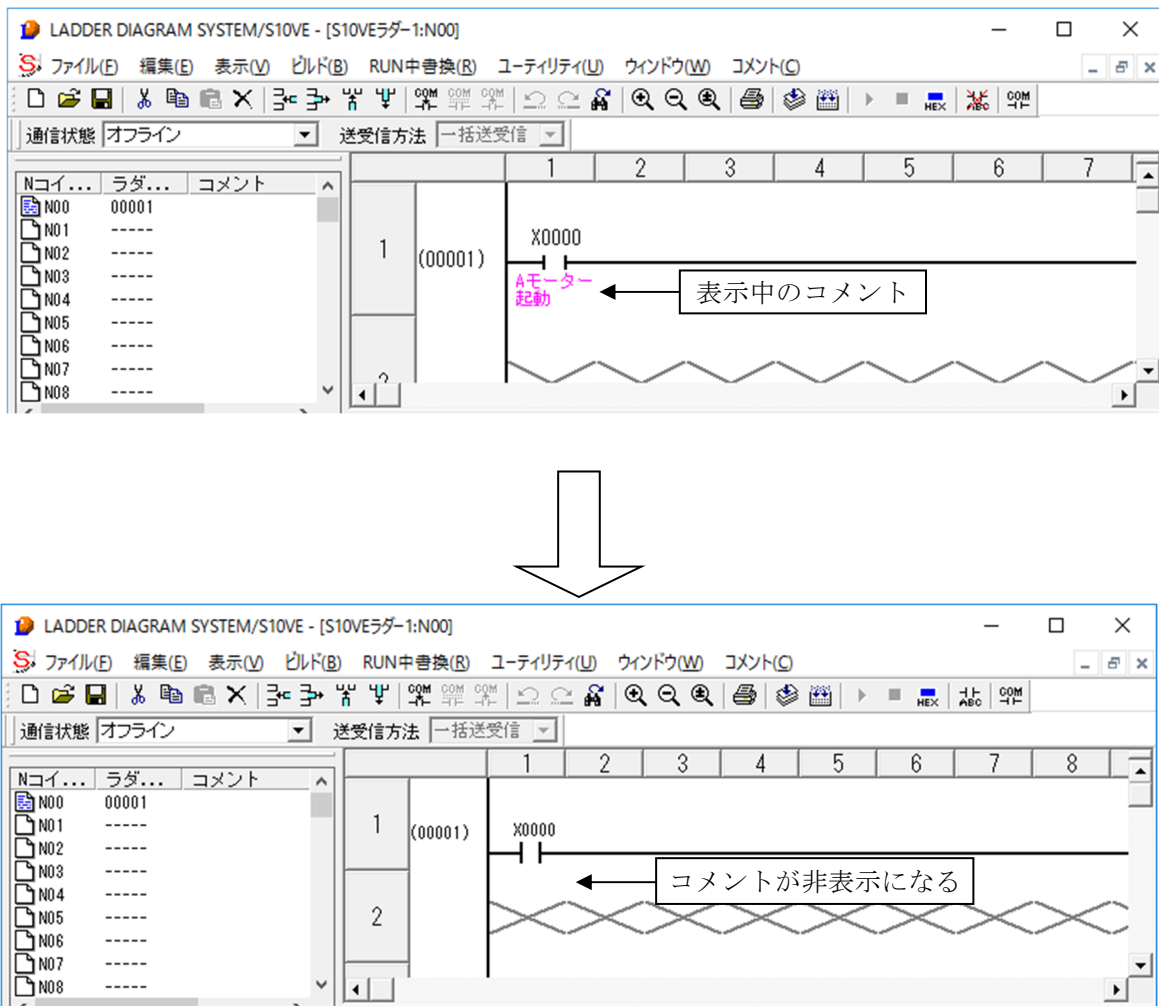 LADDER DIAGRAM SYSTEM/S10VE - [S10VEラダー1:N00]
ファイル(F) 編集(E) 表示(V) ビルド(B) RUN中書換(R) ユーティリティ(U) ウィンドウ(W) コメント(C)
COM COM COM HEX ABC COM
通信状態 オフライン 送受信方法 一括送受信
1 2 3 4 5 6 7
Nコイ... ラダ... コメント
N00 00001
N01 -----
N02 -----
N03 -----
N04 -----
N05 -----
N06 -----
N07 -----
N08 -----
1 (00001) X0000
Aモーター
起動
表示中のコメント
2
LADDER DIAGRAM SYSTEM/S10VE - [S10VEラダー1:N00]
ファイル(F) 編集(E) 表示(V) ビルド(B) RUN中書換(R) ユーティリティ(U) ウィンドウ(W) コメント(C)
COM COM COM HEX ABC COM
通信状態 オフライン 送受信方法 一括送受信
1 2 3 4 5 6 7 8
Nコイ... ラダ... コメント
N00 00001
N01 -----
N02 -----
N03 -----
N04 -----
N05 -----
N06 -----
N07 -----
N08 -----
1 (00001) X0000
コメントが非表示になる
2